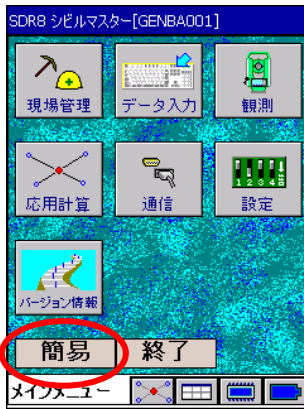 SDR8 シビルマスター[GENBA001]
現場管理 データ入力 観測
応用計算 通信 設定
1 2 3 4 8
バージョン情報
簡易 終了
メインメニュー